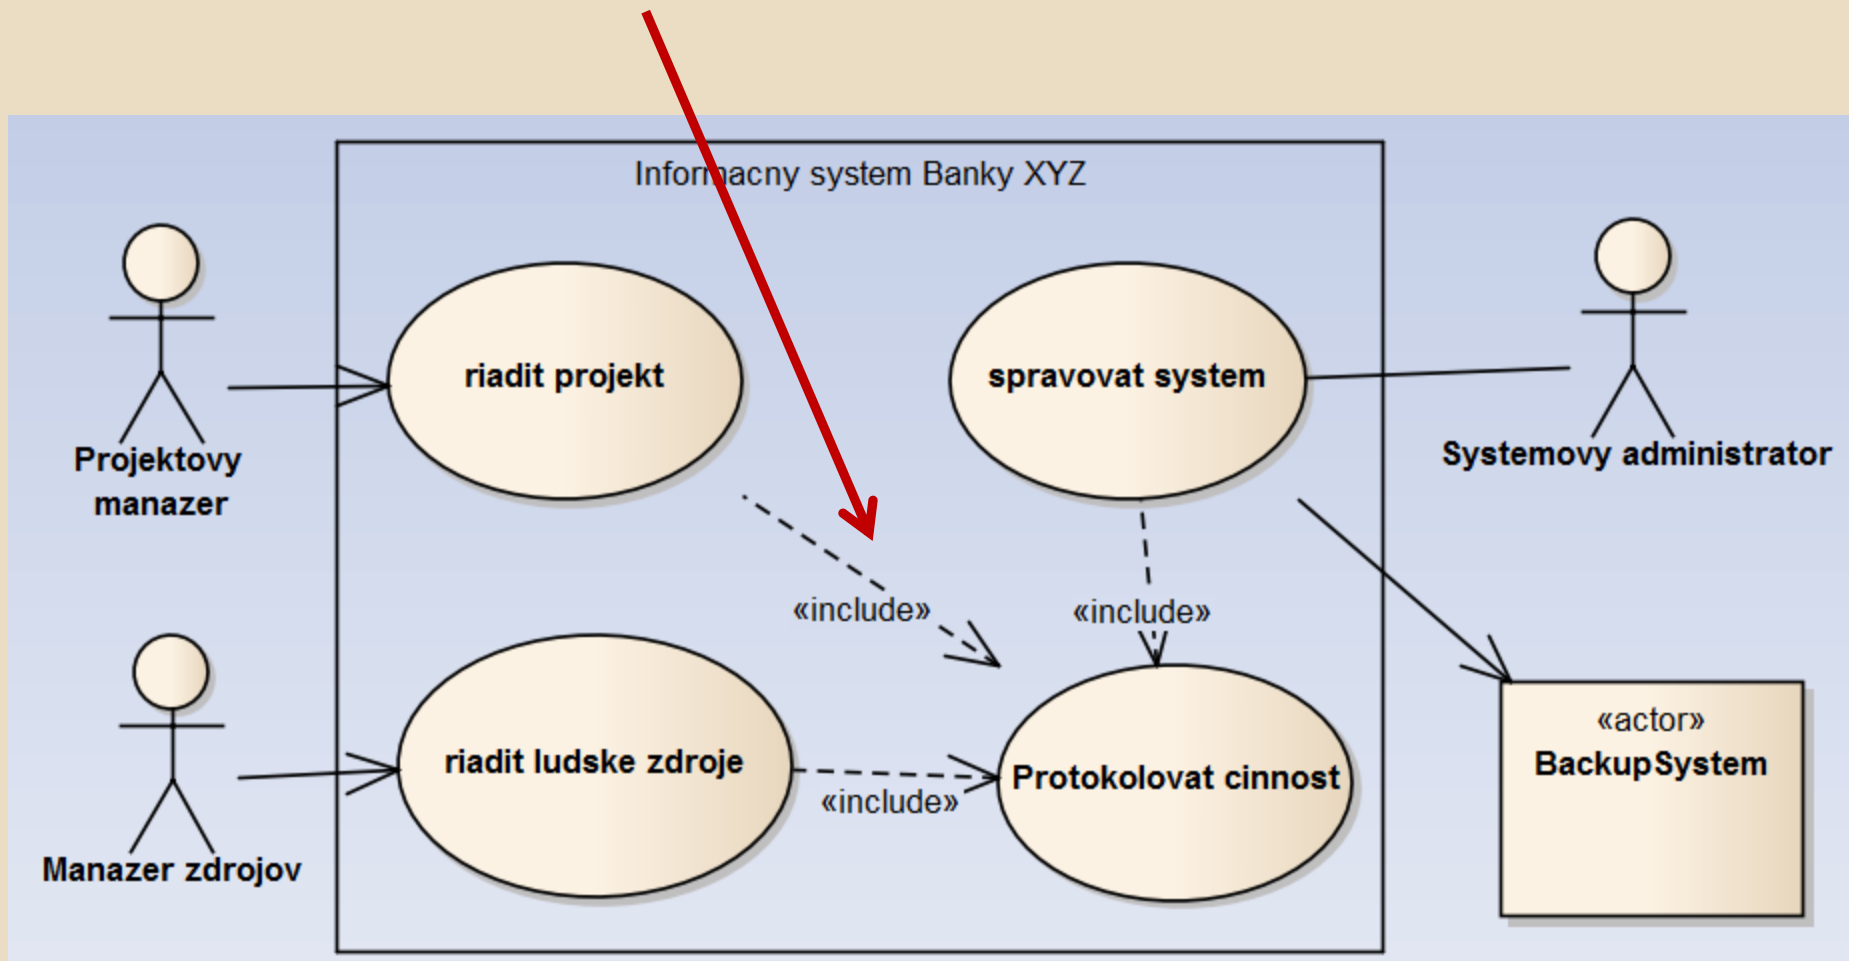 Informacny system Banky XYZ
riadit projekt
spravovat system
Projektovy
manazer
Systemovy administrator
«include»
«include»
riadit ludske zdroje
«include»
Protokolovat cinnost
«actor»
BackupSystem
Manazer zdrojov